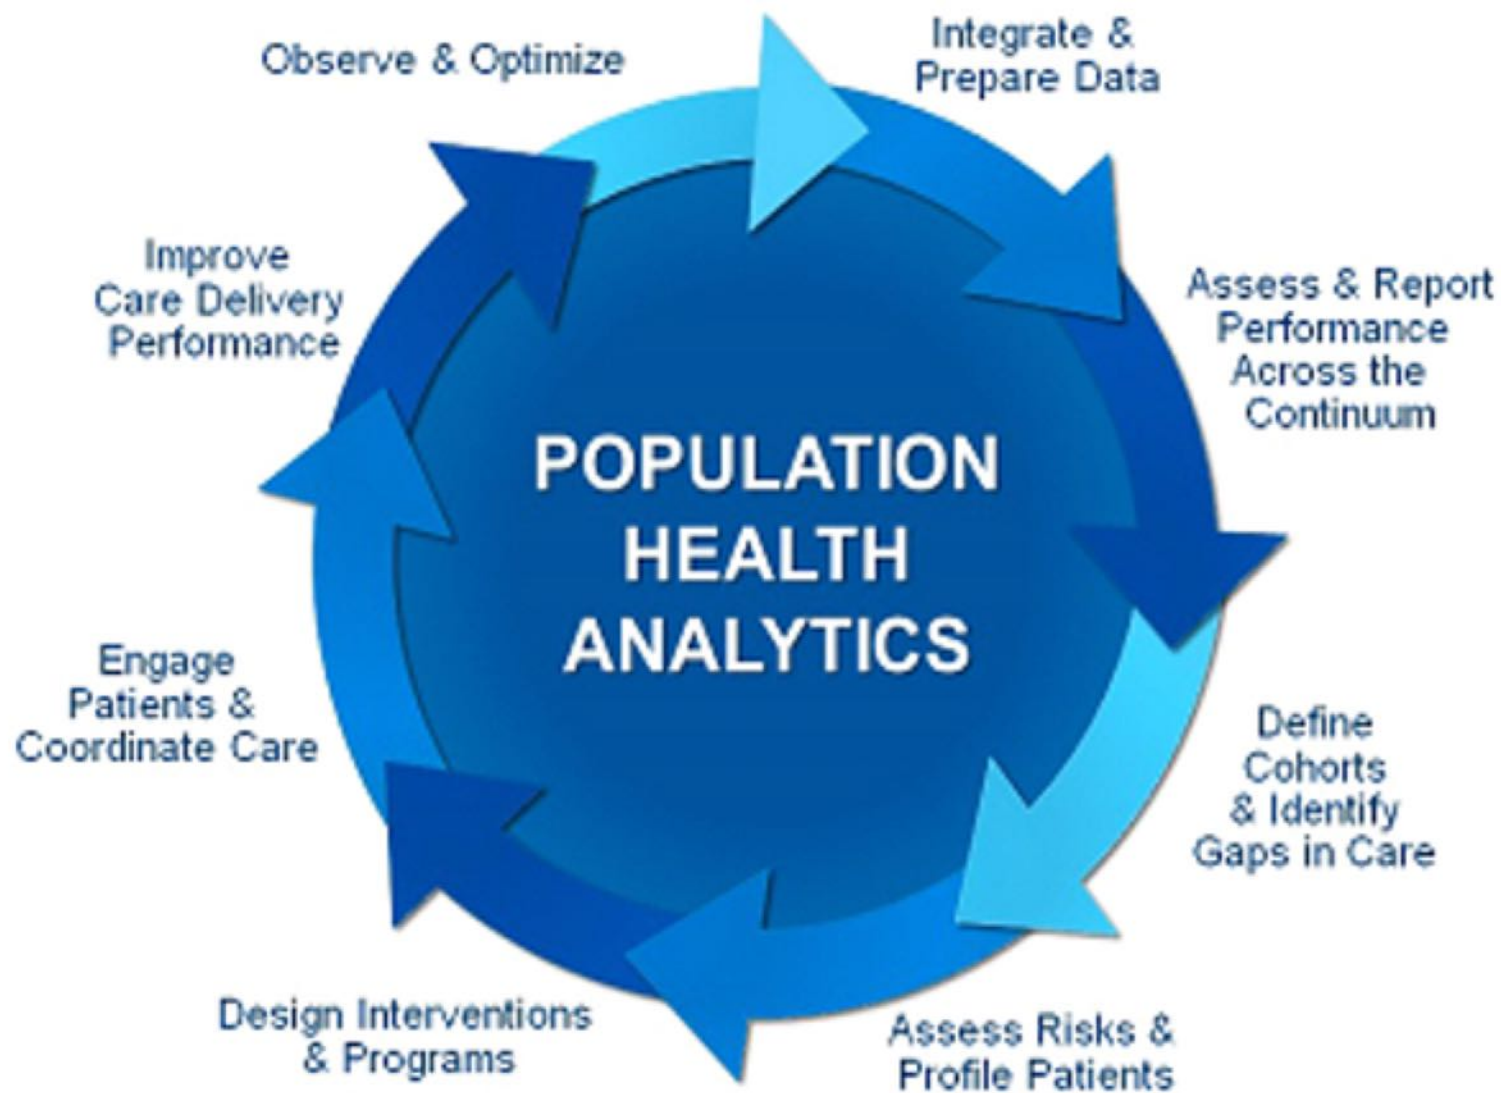 Observe & Optimize
Integrate &
Prepare Data
Assess & Report
Performance
Across the
Continuum
Define
Cohorts
& Identify
Gaps in Care
Assess Risks &
Profile Patients
Design Interventions
& Programs
Engage
Patients &
Coordinate Care
Improve
Care Delivery
Performance
POPULATION
HEALTH
ANALYTICS